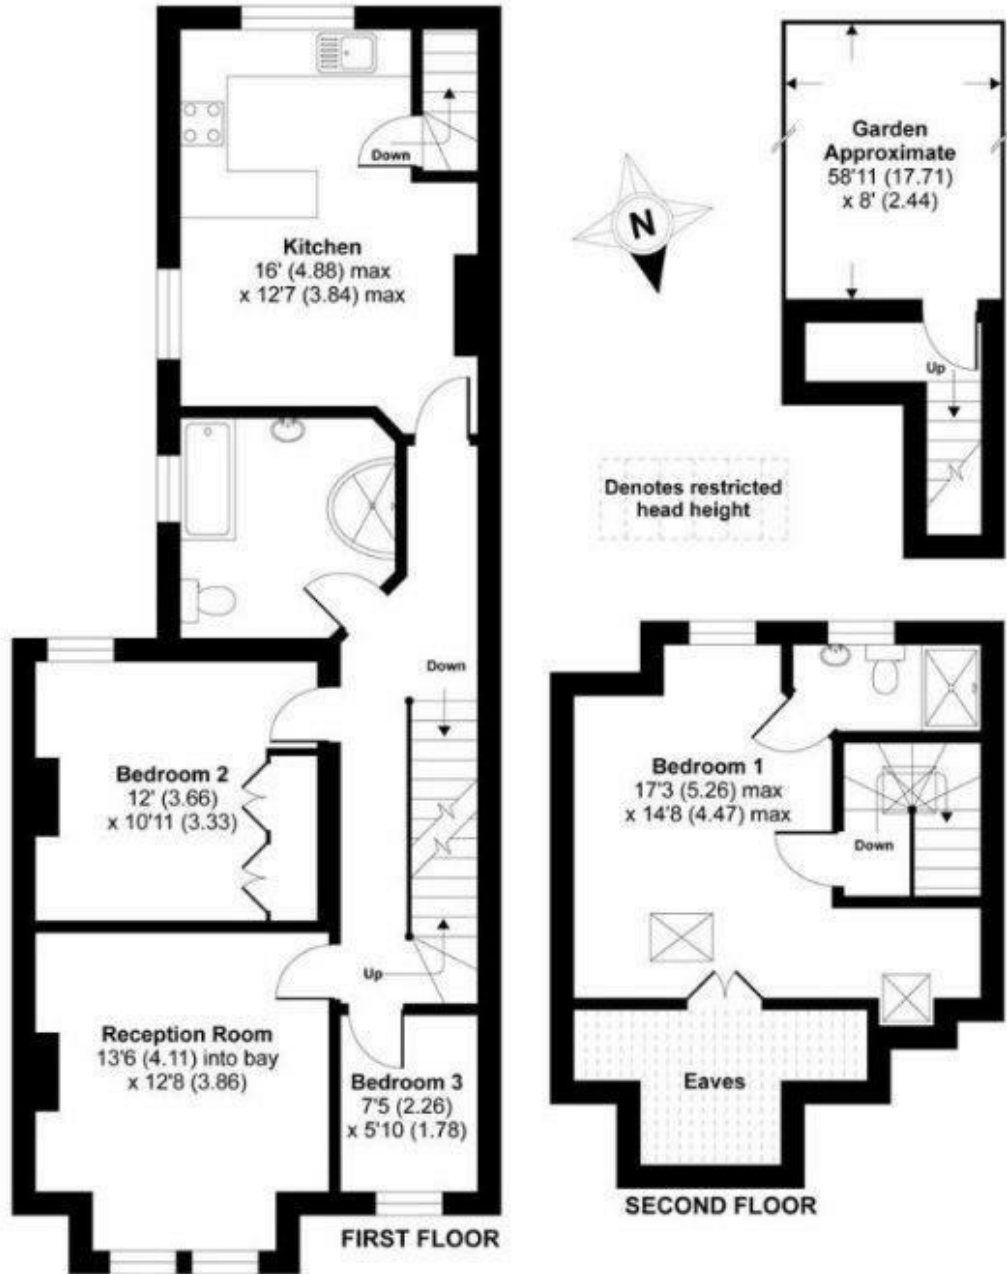 Down
Kitchen
16' (4.88) max
x 12'7 (3.84) max
N
Garden
Approximate
58'11 (17.71)
x 8' (2.44)
Up
Denotes restricted
head height
Down
Bedroom 2
12' (3.66)
x 10'11 (3.33)
Up
Reception Room
13'6 (4.11) into bay
x 12'8 (3.86)
Bedroom 3
7'5 (2.26)
x 5'10 (1.78)
FIRST FLOOR
Bedroom 1
17'3 (5.26) max
x 14'8 (4.47) max
Down
Eaves
SECOND FLOOR